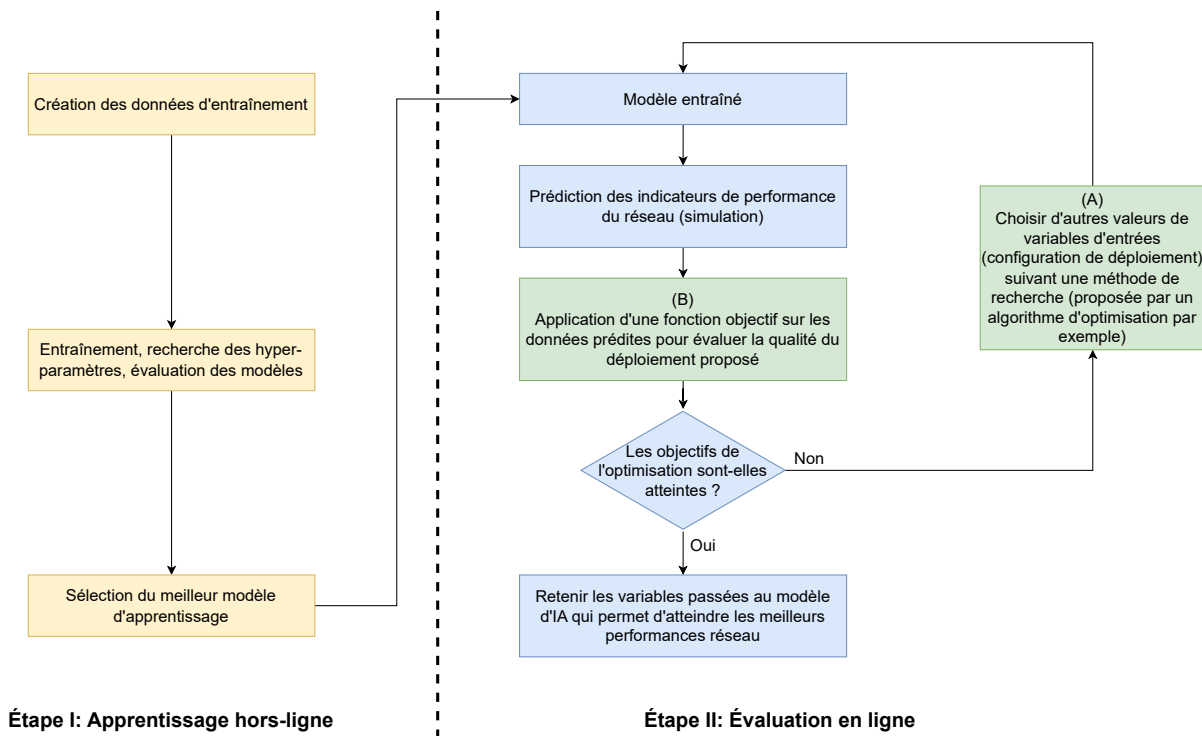 Création des données d'entraînement
Entraînement, recherche des hyper-
paramètres, évaluation des modèles
Sélection du meilleur modèle
d'apprentissage
Étape I: Apprentissage hors-ligne
Modèle entraîné
Prédiction des indicateurs de performance
du réseau (simulation)
(B)
Application d'une fonction objectif sur les
données prédites pour évaluer la qualité du
déploiement proposé
Les objectifs de
l'optimisation sont-elles
atteintes ?
Non
Oui
Retenir les variables passées au modèle
d'IA qui permet d'atteindre les meilleurs
performances réseau
(A)
Choisir d'autres valeurs de
variables d'entrées
(configuration de déploiement)
suivant une méthode de
recherche (proposée par un
algorithme d'optimisation par
exemple)
Étape II: Évaluation en ligne